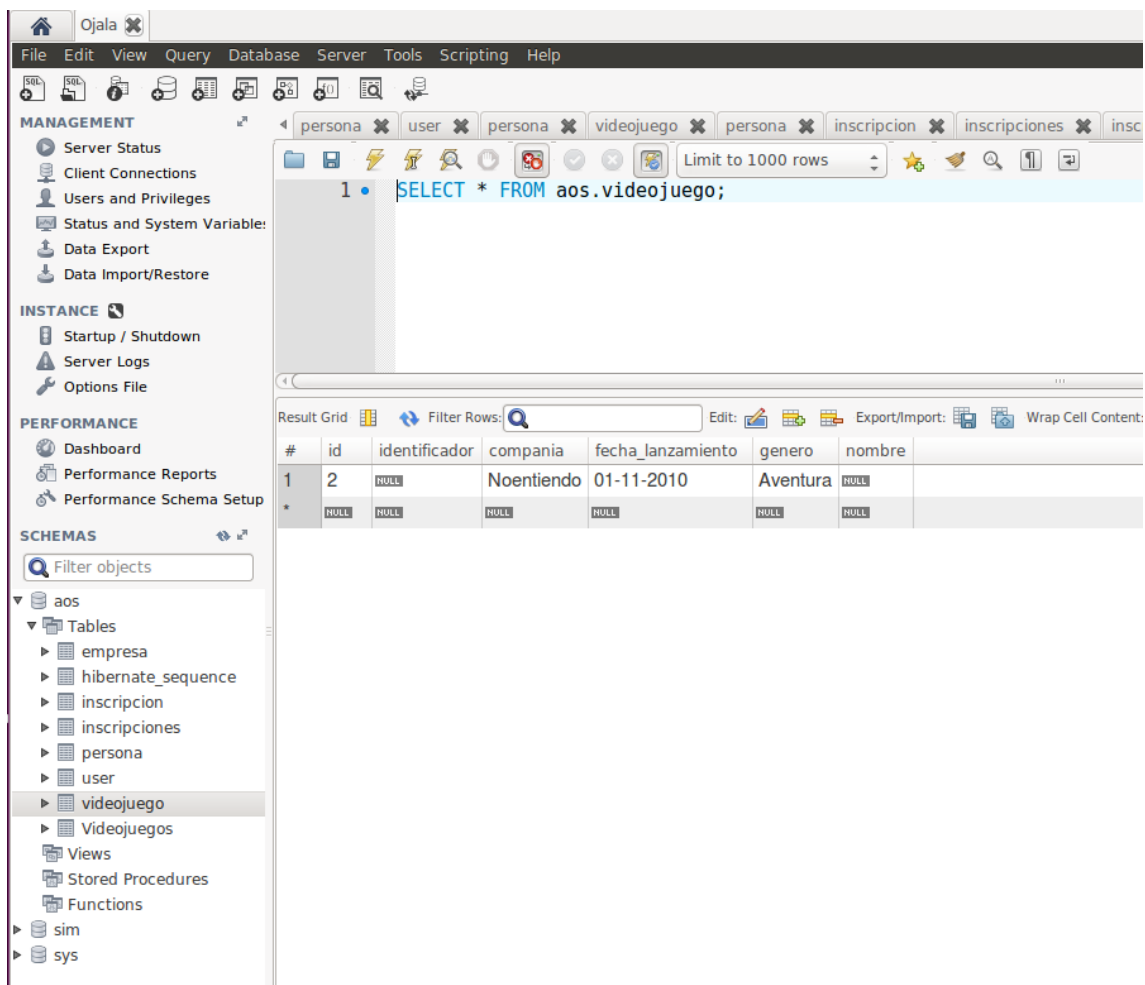 Ojala
File Edit View Query Database Server Tools Scripting Help
MANAGEMENT
Server Status
Client Connections
Users and Privileges
Status and System Variables
Data Export
Data Import/Restore
INSTANCE
Startup / Shutdown
Server Logs
Options File
PERFORMANCE
Dashboard
Performance Reports
Performance Schema Setup
SCHEMAS
Filter objects
aos
Tables
empresa
hibernate_sequence
inscripcion
inscripciones
persona
user
videojuego
Videojuegos
Views
Stored Procedures
Functions
sim
sys
persona user persona videojuego persona inscripcion inscripciones insc
Limit to 1000 rows
1 SELECT * FROM aos.videojuego;
Result Grid Filter Rows: Edit: Export/Import: Wrap Cell Content:
# id identificador compania fecha_lanzamiento genero nombre
1 2 NULL Noentiendo 01-11-2010 Aventura NULL
* NULL NULL NULL NULL NULL NULL